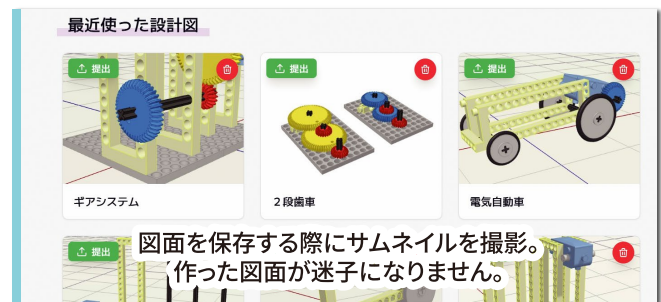 最近使った設計図
提出
提出
提出
ギアシステム
2段歯車
電気自動車
提出
図面を保存する際にサムネイルを撮影。
作った図面が迷子になりません。